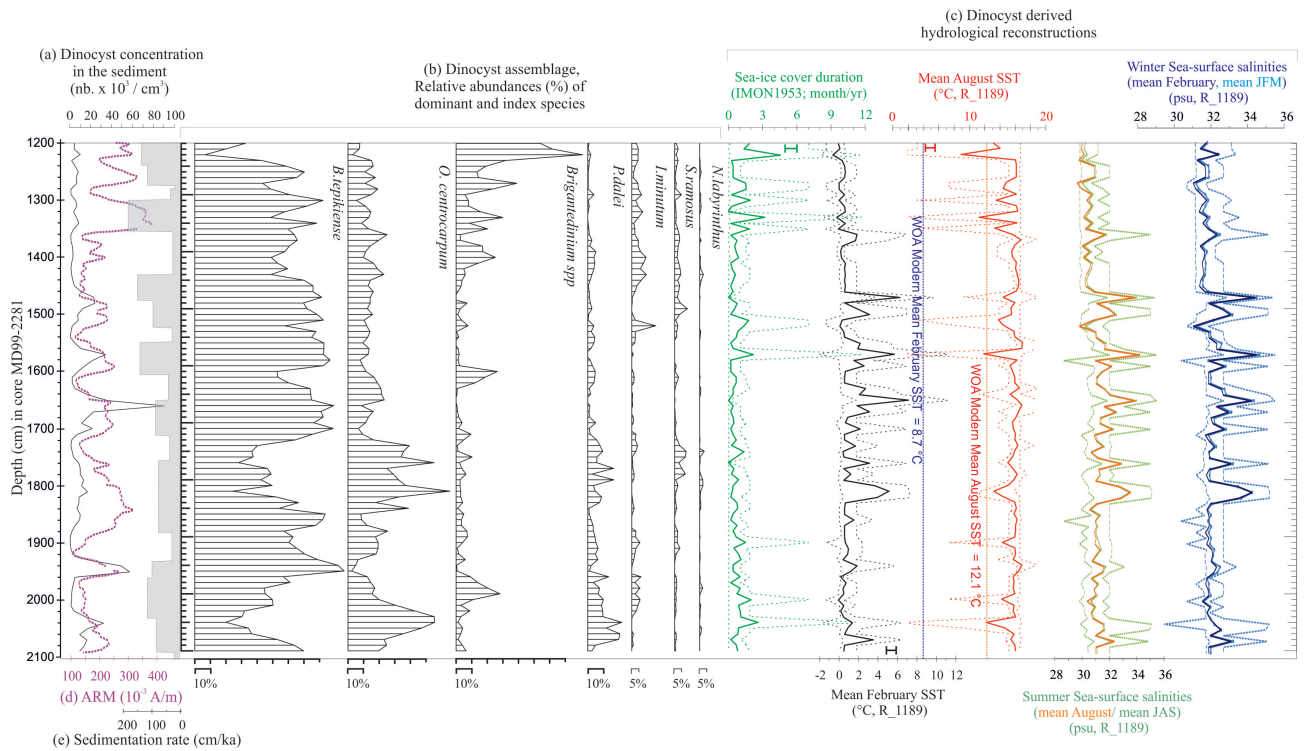 (c) Dinocyst derived
hydrological reconstructions
(a) Dinocyst concentration
in the sediment
(nb. x 10³ / cm³)
0 20 40 60 80 100
(b) Dinocyst assemblage,
Relative abundances (%) of
dominant and index species
Sea-ice cover duration
(IMON1953; month/yr)
0 3 6 9 12
Mean August SST
(°C, R_1189)
0 10 20
Winter Sea-surface salinities
(mean February, mean JFM)
(psu, R_1189)
28 30 32 34 36
Depth (cm) in core MD99-2281
1200
1300
1400
1500
1600
1700
1800
1900
2000
2100
B.tepikiense
O. centrocarpum
Brigantedinium spp
P.dalei
I.minutum
S.ramosus
N.labyrinthus
WOA Modern Mean February SST = 8.7 °C
WOA Modern Mean August SST = 12.1 °C
100 200 300 400
(d) ARM (10⁻³ A/m)
200 100 0
(e) Sedimentation rate (cm/ka)
10% 10% 10% 10% 5% 5% 5%
-2 0 2 4 6 8 10 12
Mean February SST
(°C, R_1189)
28 30 32 34 36
Summer Sea-surface salinities
(mean August/ mean JAS)
(psu, R_1189)